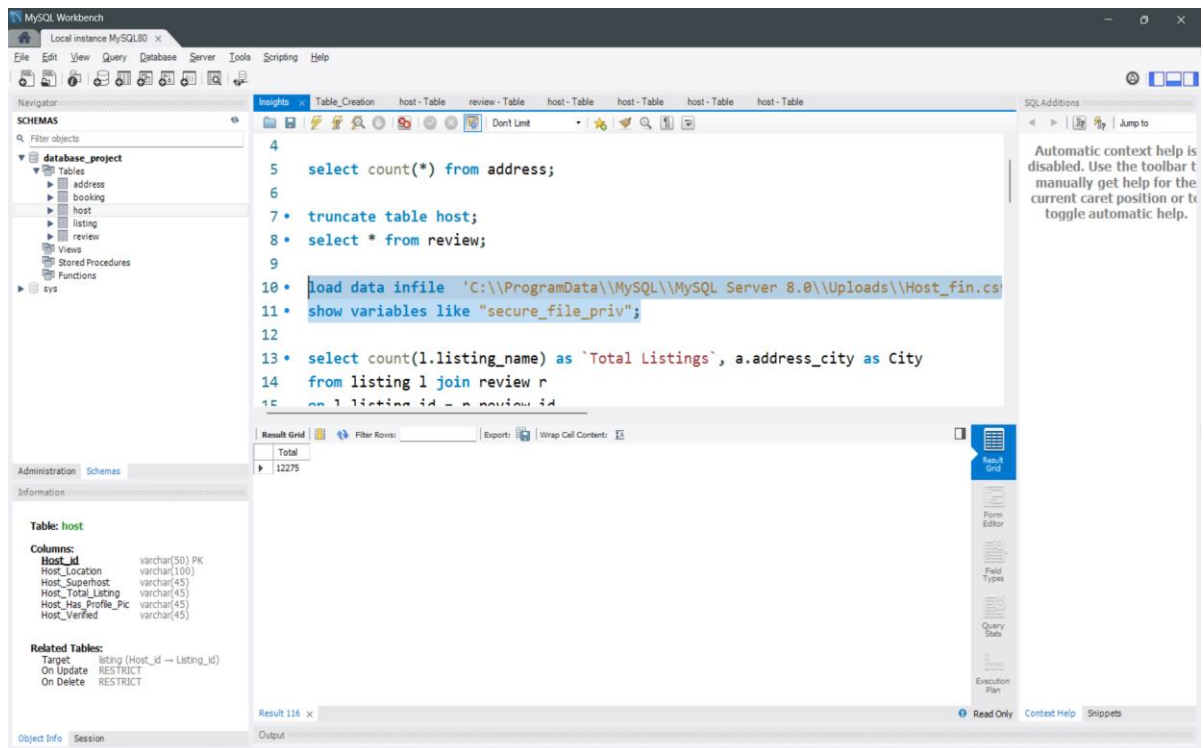 MySQL Workbench
Local instance MySQL80
File Edit View Query Database Server Tools Scripting Help
Navigator
SCHEMAS
Filter objects
database_project
Tables
address
booking
host
listing
review
Views
Stored Procedures
Functions
sys
Administration Schemas
Information
Table: host
Columns:
Host_id varchar(50) PK
Host_Location varchar(100)
Host_Superhost varchar(45)
Host_Total_Listing varchar(45)
Host_Has_Profile_Pic varchar(45)
Host_Verified varchar(45)
Related Tables:
Target listing (Host_id → Listing_id)
On Update RESTRICT
On Delete RESTRICT
Object Info Session
Insights Table_Creation host - Table review - Table host - Table host - Table host - Table host - Table
Don't Limit
4
5 select count(*) from address;
6
7 truncate table host;
8 select * from review;
9
10 load data infile 'C:\\ProgramData\\MySQL\\MySQL Server 8.0\\Uploads\\Host_fin.cs
11 show variables like "secure_file_priv";
12
13 select count(l.listing_name) as `Total Listings`, a.address_city as City
14 from listing l join review r
15 on l.listing_id = r.review_id
Result Grid Filter Rows: Export: Wrap Cell Content:
Total
12275
Result Grid
Form Editor
Field Types
Query Stats
Execution Plan
Result 116 Read Only
Output
SQLAdditions
Jump to
Automatic context help is
disabled. Use the toolbar t
manually get help for the
current caret position or to
toggle automatic help.
Context Help Snippets